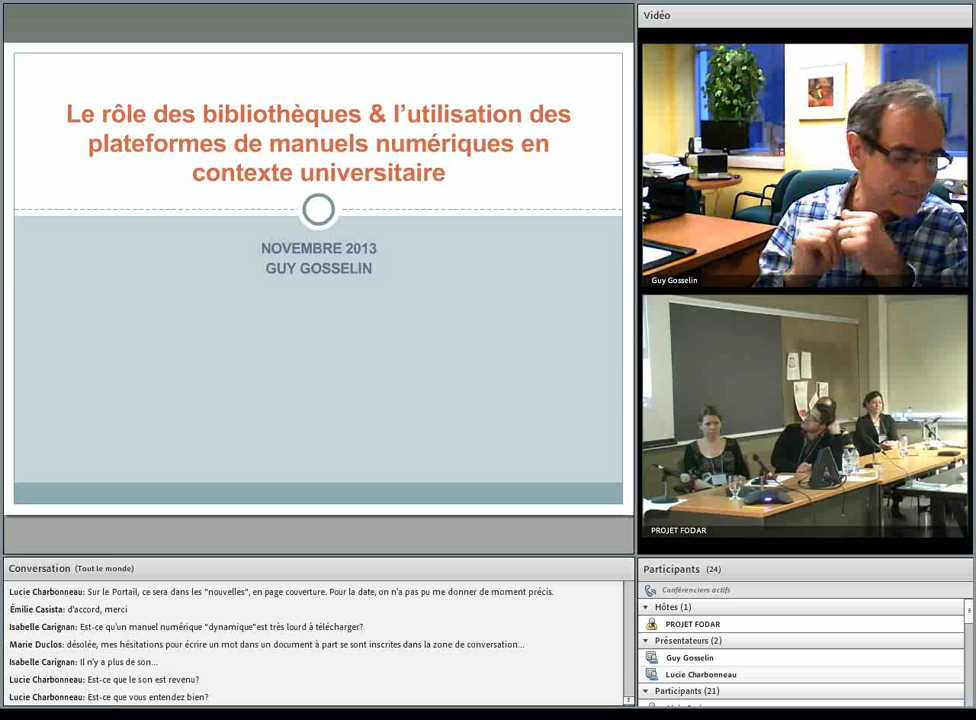 Le rôle des bibliothèques & l'utilisation des
plateformes de manuels numériques en
contexte universitaire
NOVEMBRE 2013
GUY GOSSELIN
Vidéo
Guy Gosselin
PROJET FODAR
Conversation (Tout le monde)
Lucie Charbonneau: Sur le Portail, ce sera dans les "nouvelles", en page couverture. Pour la date, on n'a pas pu me donner de moment précis.
Émilie Casista: d'accord, merci
Isabelle Carignan: Est-ce qu'un manuel numérique "dynamique"est très lourd à télécharger?
Marie Duclos: désolée, mes hésitations pour écrire un mot dans un document à part se sont inscrites dans la zone de conversation...
Isabelle Carignan: Il n'y a plus de son...
Lucie Charbonneau: Est-ce que le son est revenu?
Lucie Charbonneau: Est-ce que vous entendez bien?
Participants (24)
Conférenciers actifs
Hôtes (1)
PROJET FODAR
Présentateurs (2)
Guy Gosselin
Lucie Charbonneau
Participants (21)